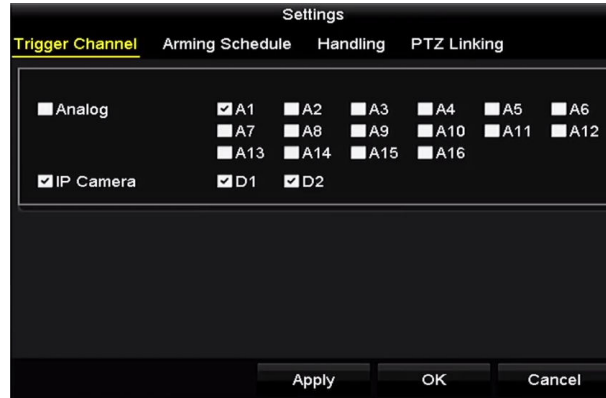 Settings
Trigger Channel Arming Schedule Handling PTZ Linking
Analog A1 A2 A3 A4 A5 A6
A7 A8 A9 A10 A11 A12
A13 A14 A15 A16
IP Camera D1 D2
Apply OK Cancel